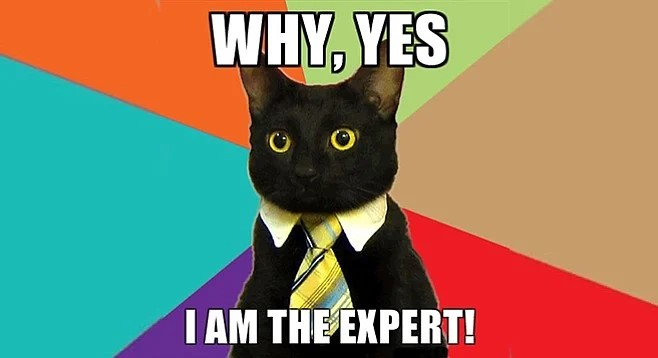 WHY, YES
I AM THE EXPERT!